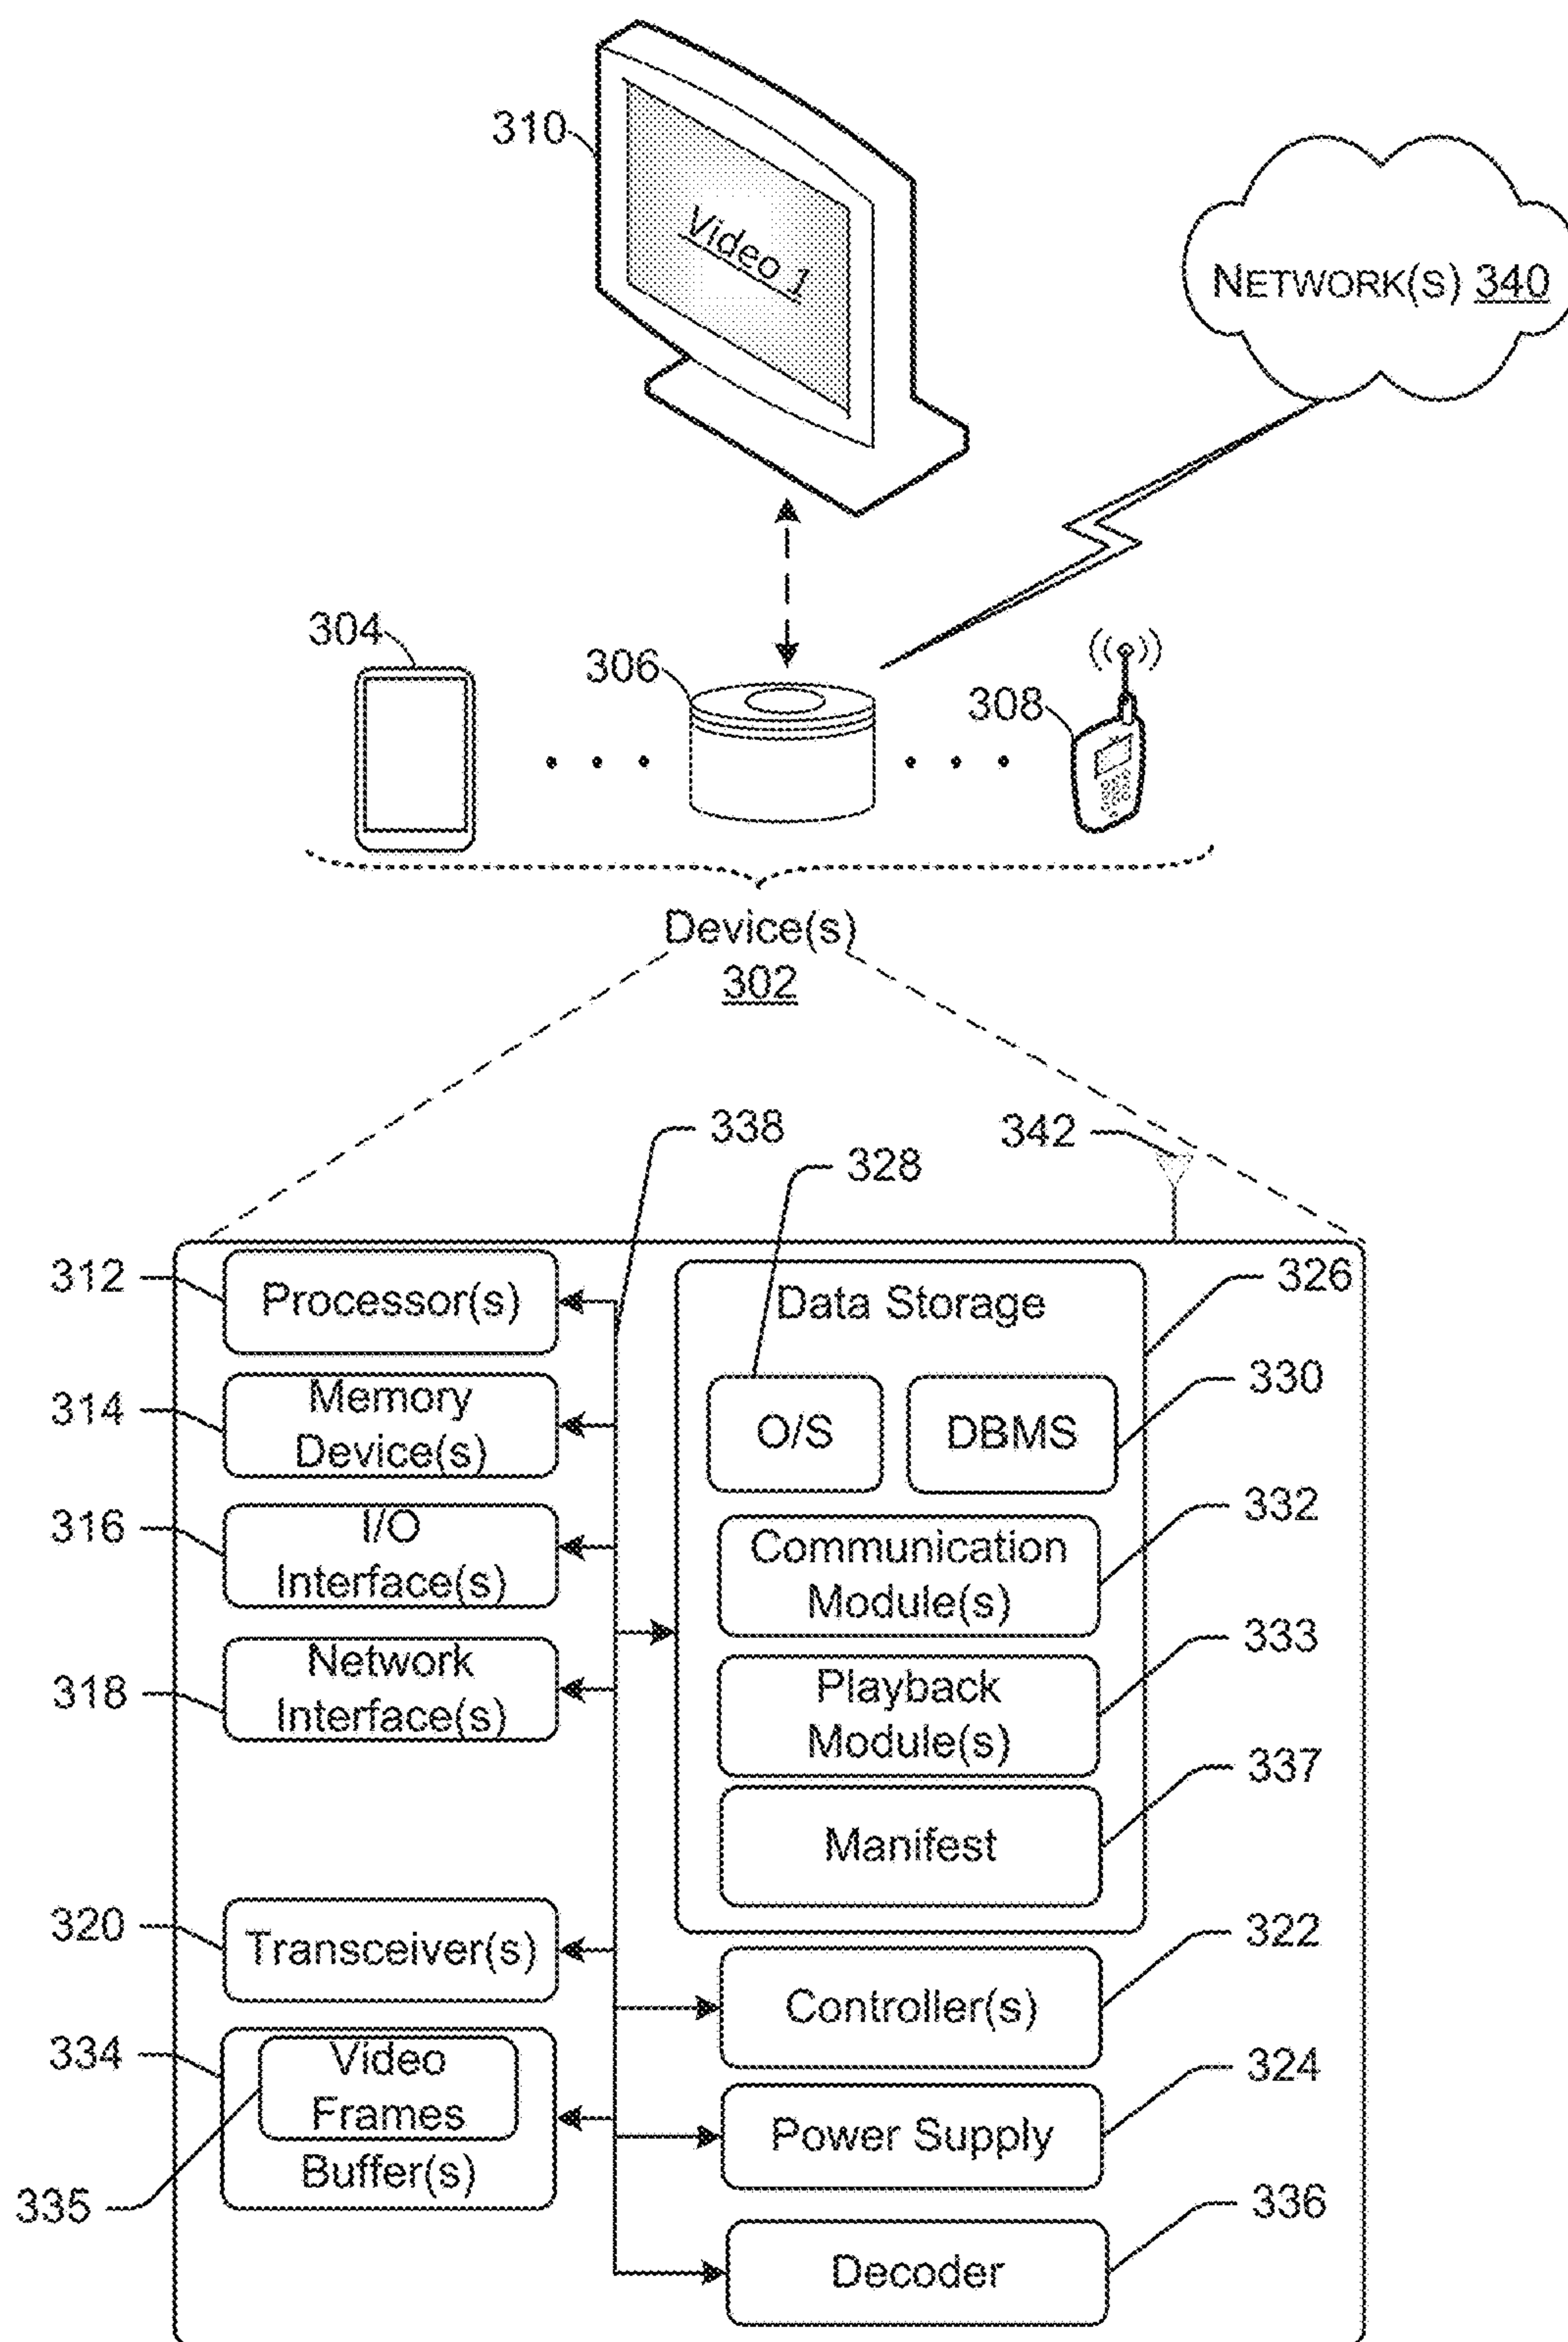 310
Video 1
NETWORK(S) 340
304
306
308
Device(s)
302
338
342
328
312
Processor(s)
Data Storage
326
314
Memory
Device(s)
O/S
DBMS
330
316
I/O
Interface(s)
Communication
Module(s)
332
318
Network
Interface(s)
Playback
Module(s)
333
Manifest
337
320
Transceiver(s)
Controller(s)
322
334
Video
Frames
Buffer(s)
335
Power Supply
324
Decoder
336